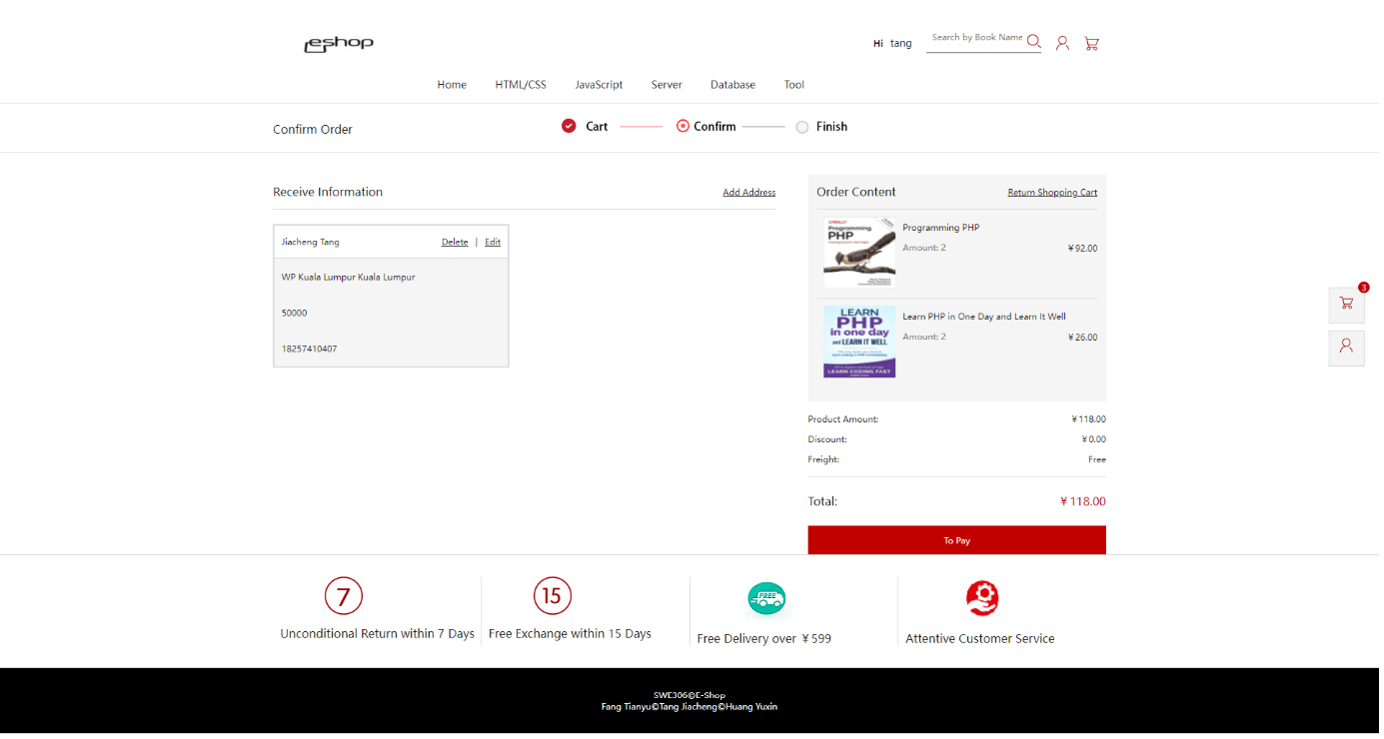 eshop
Hi tang
Search by Book Name
Home HTML/CSS JavaScript Server Database Tool
Confirm Order
Cart Confirm Finish
Receive Information Add Address
Jiacheng Tang Delete | Edit
WP Kuala Lumpur Kuala Lumpur
50000
18257410407
Order Content Return Shopping Cart
Programming
PHP
Programming PHP
Amount: 2 ¥92.00
LEARN
PHP
in one day
and LEARN IT WELL
LEARN CODING FAST
Learn PHP in One Day and Learn It Well
Amount: 2 ¥26.00
3
Product Amount: ¥118.00
Discount: ¥0.00
Freight: Free
Total: ¥118.00
To Pay
7
Unconditional Return within 7 Days
15
Free Exchange within 15 Days
FREE
Free Delivery over ¥599
Attentive Customer Service
SWE306©E-Shop
Fang Tianyu©Tang Jiacheng©Huang Yuxin